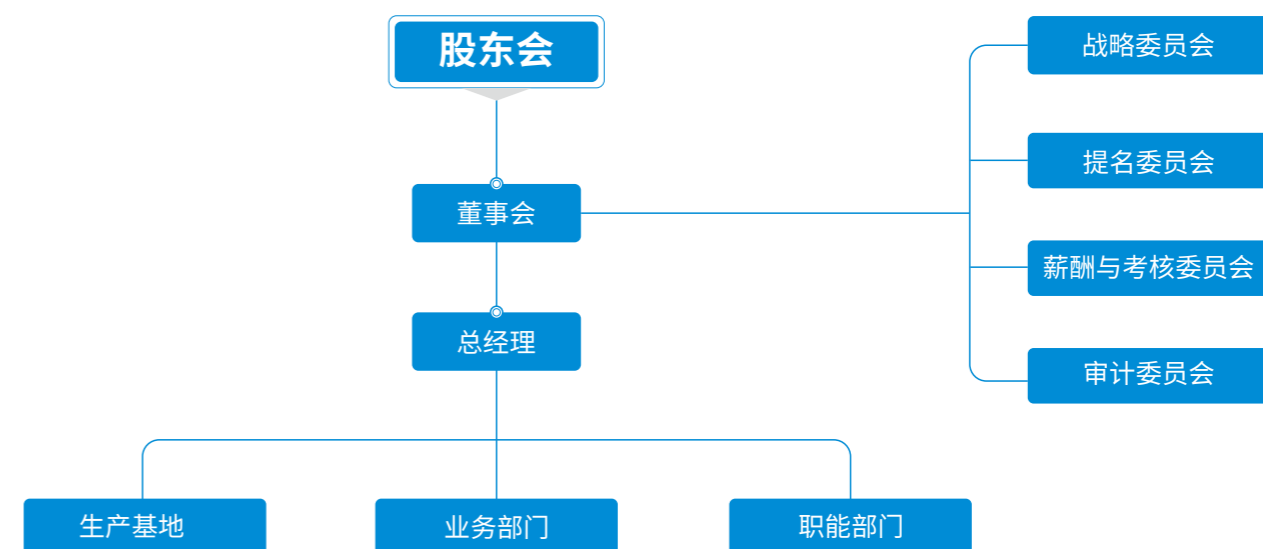 股东会
战略委员会
提名委员会
董事会
薪酬与考核委员会
总经理
审计委员会
生产基地
业务部门
职能部门